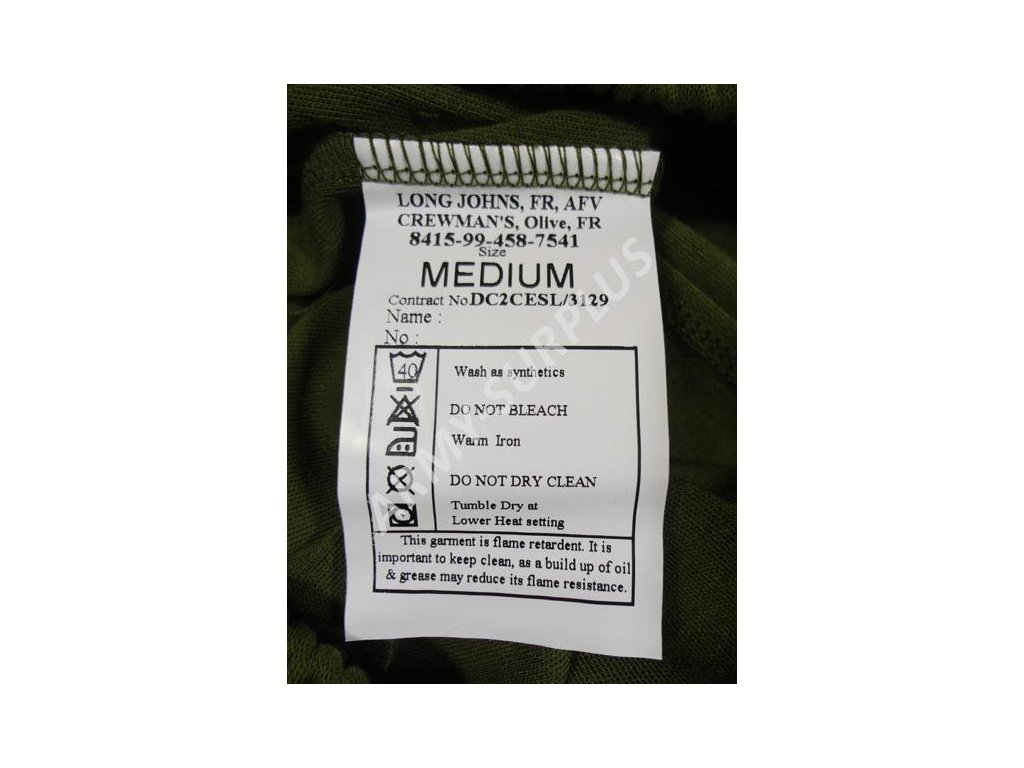 LONG JOHNS, FR, AFV
CREWMAN'S, Olive, FR
8415-99-458-7541
Size
MEDIUM
Contract No DC2CESL/3129
Name :
No :
40
Wash as synthetics
DO NOT BLEACH
Warm Iron
DO NOT DRY CLEAN
Tumble Dry at
Lower Heat setting
This garment is flame retardent. It is
important to keep clean, as a build up of oil
& grease may reduce its flame resistance.
ARMY-SURPLUS